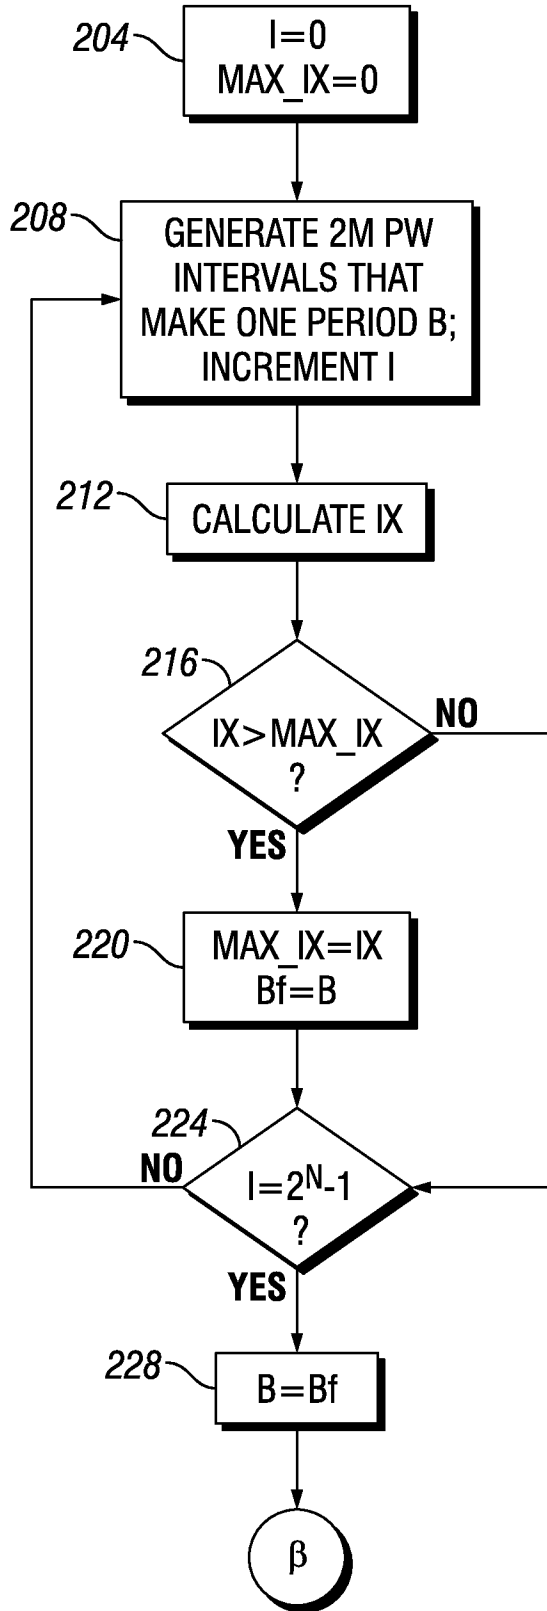 204
I=0
MAX_IX=0
208
GENERATE 2M PW
INTERVALS THAT
MAKE ONE PERIOD B;
INCREMENT I
212
CALCULATE IX
216
IX>MAX_IX
?
NO
YES
220
MAX_IX=IX
Bf=B
224
NO
I=2ᴺ-1
?
YES
228
B=Bf
β